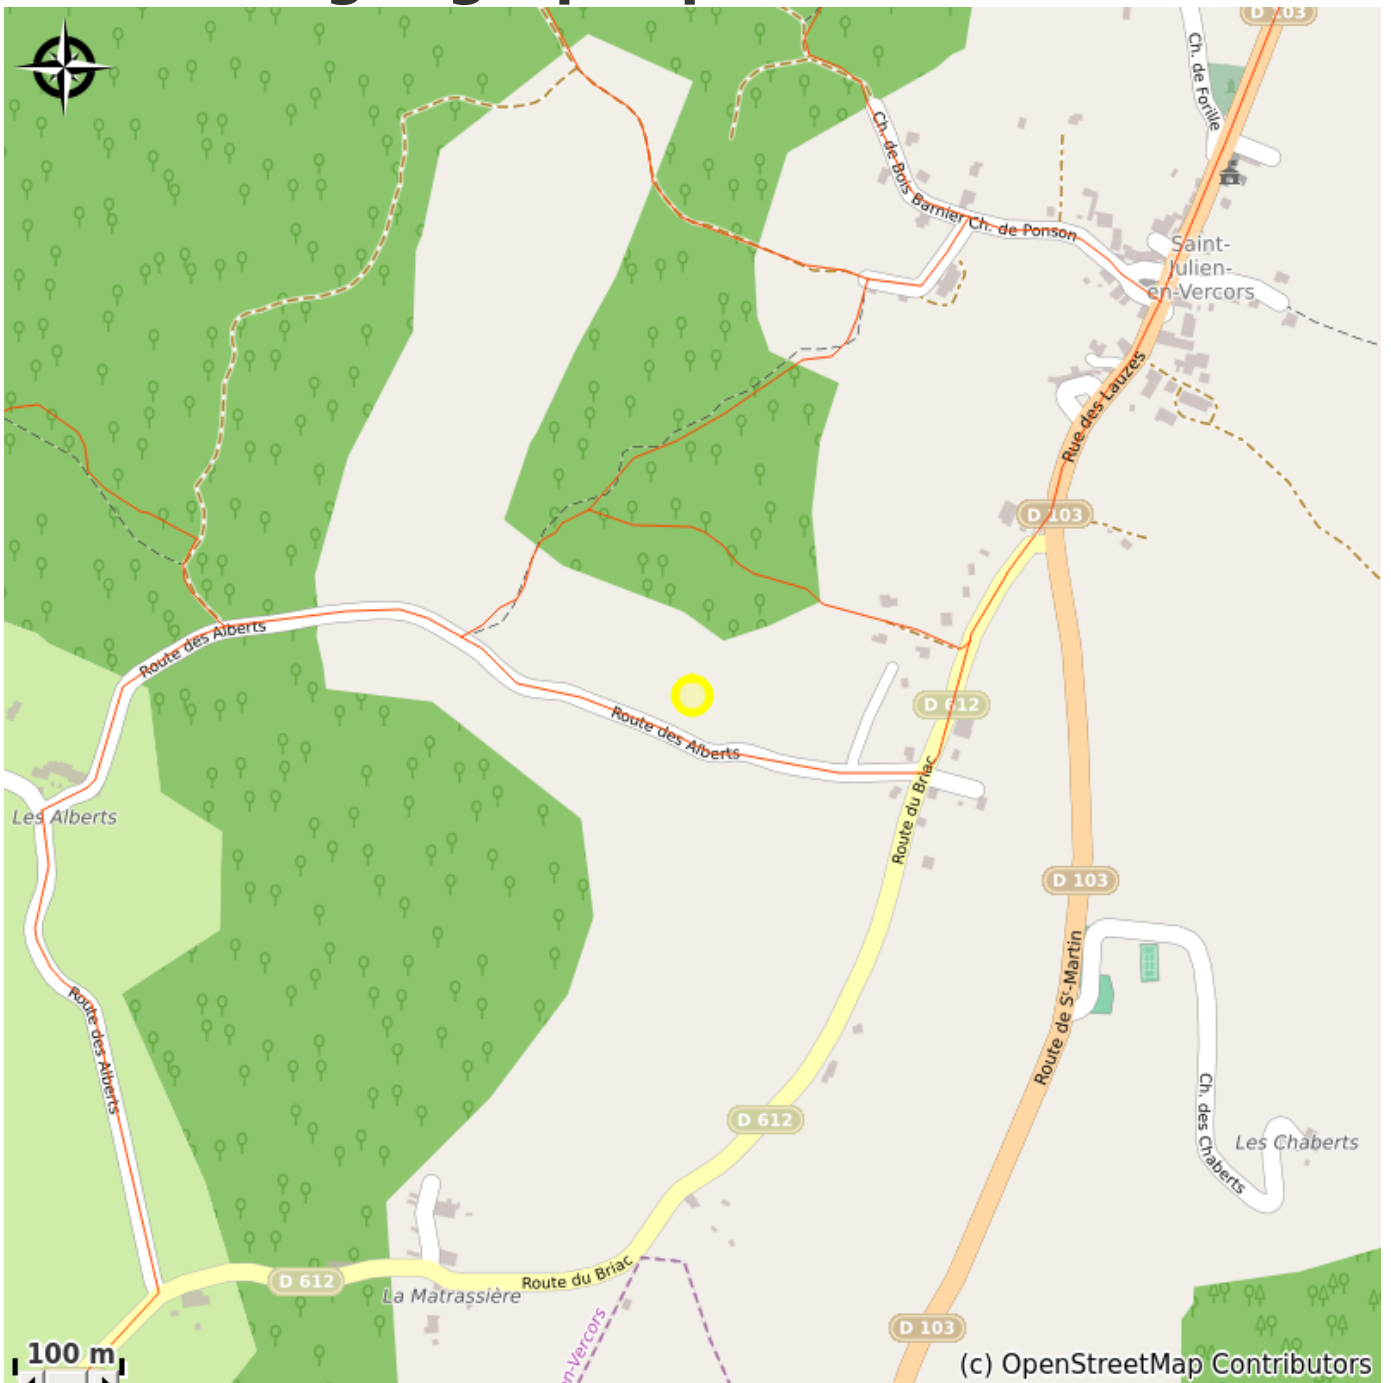 D 103
Ch. de Forille
Ch. de Bois Barnier
Ch. de Ponson
Saint-
Julien-
en-Vercors
Rue des Lauzes
D 103
Route des Alberts
D 612
Route des Alberts
Route du Briac
Les Alberts
D 103
Route de St-Martin
Route des Alberts
Ch. des Chaberts
D 612
Les Chaberts
Route du Briac
D 612
La Matrassière
n-Vercors
D 103
100 m
(c) OpenStreetMap Contributors